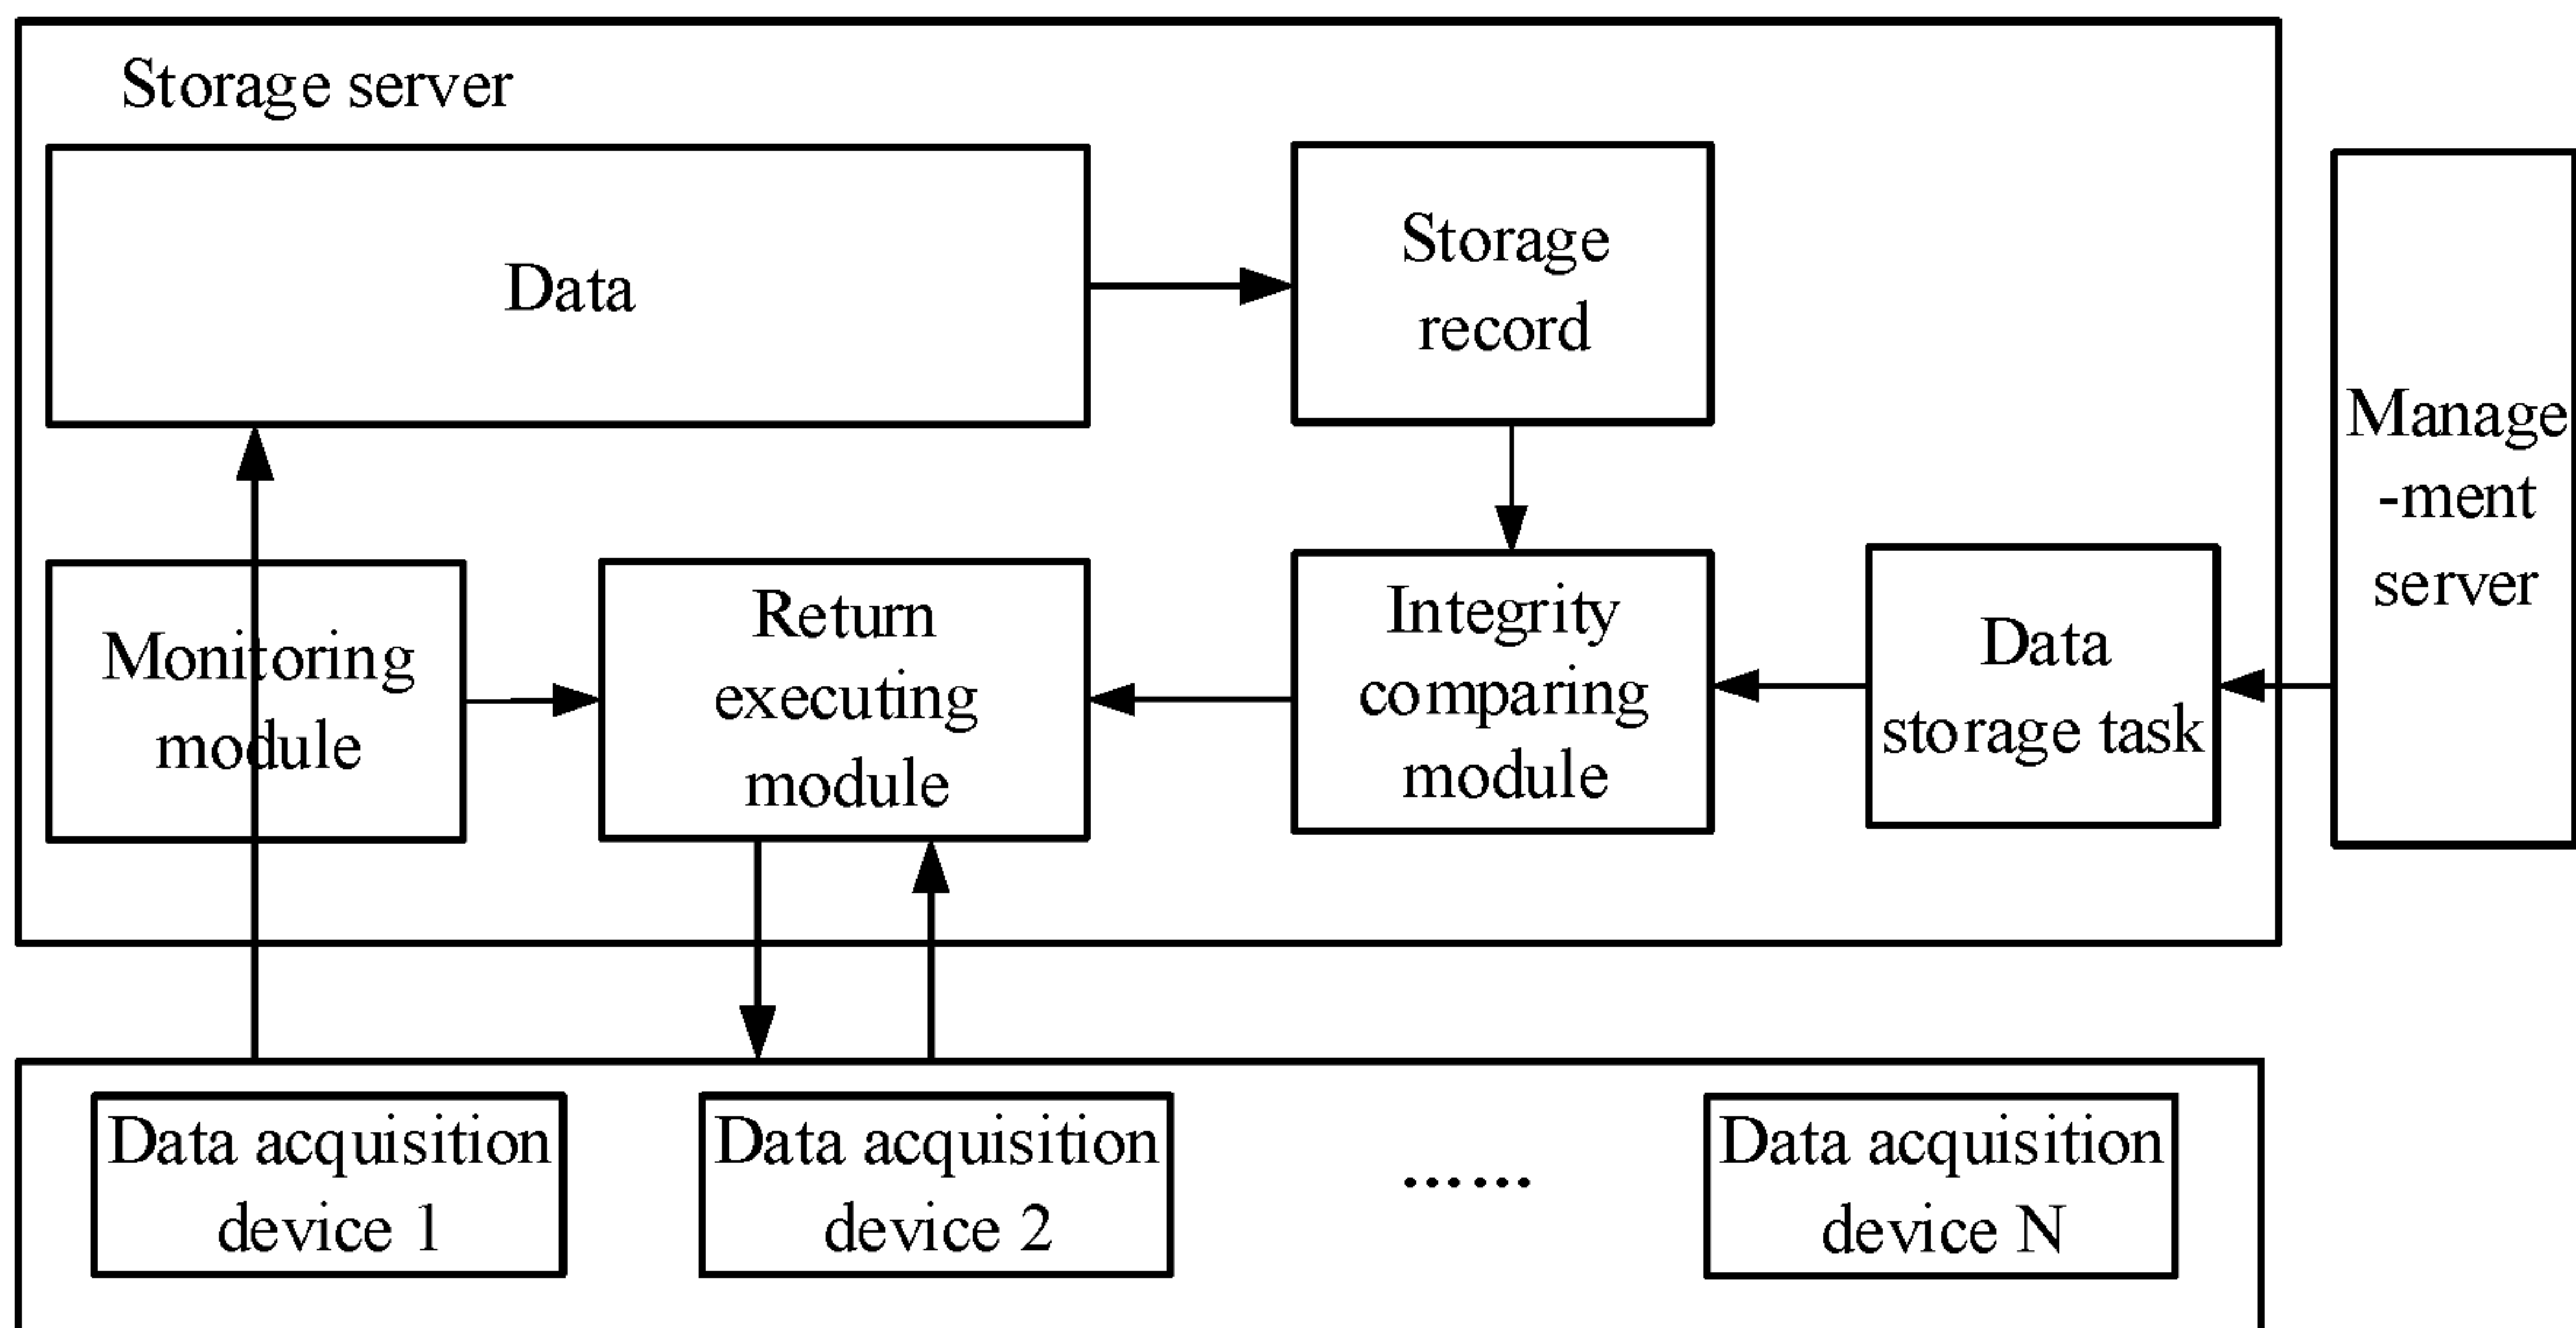 Storage server
Data
Storage
record
Manage
-ment
server
Monitoring
module
Return
executing
module
Integrity
comparing
module
Data
storage task
Data acquisition
device 1
Data acquisition
device 2
......
Data acquisition
device N